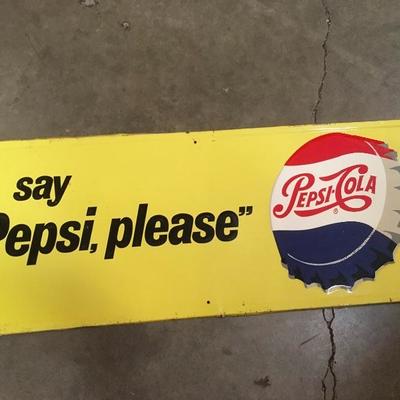 say
Pepsi, please”
PEPSI-COLA
®